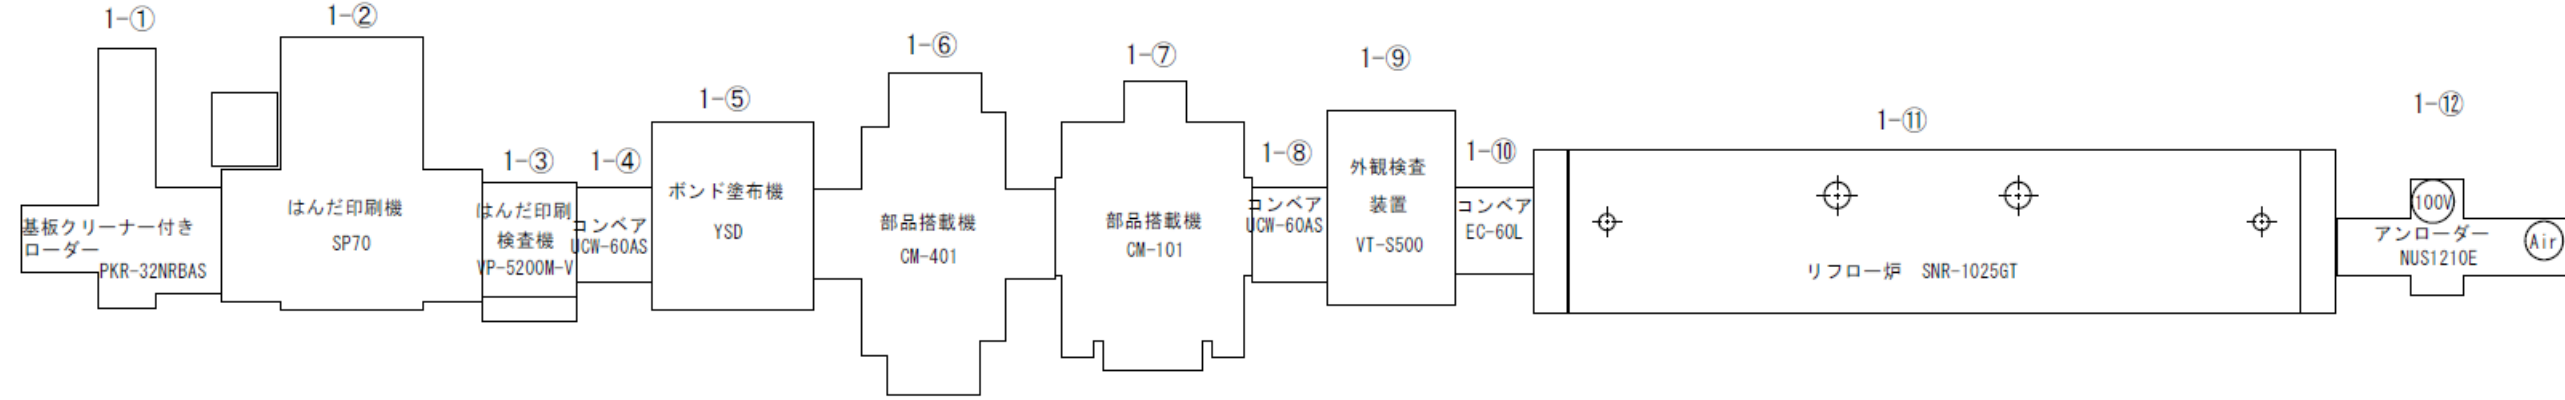 1-①
基板クリーナー付き
ローダー
PKR-32NRBAS
1-②
はんだ印刷機
SP70
1-③
はんだ印刷
検査機
VP-5200M-V
1-④
コンベア
UCW-60AS
1-⑤
ボンド塗布機
YSD
1-⑥
部品搭載機
CM-401
1-⑦
部品搭載機
CM-101
1-⑧
コンベア
UCW-60AS
1-⑨
外観検査
装置
VT-S500
1-⑩
コンベア
EC-60L
1-⑪
リフロー炉 SNR-1025GT
1-⑫
100V
アンローダー
NUS1210E
Air